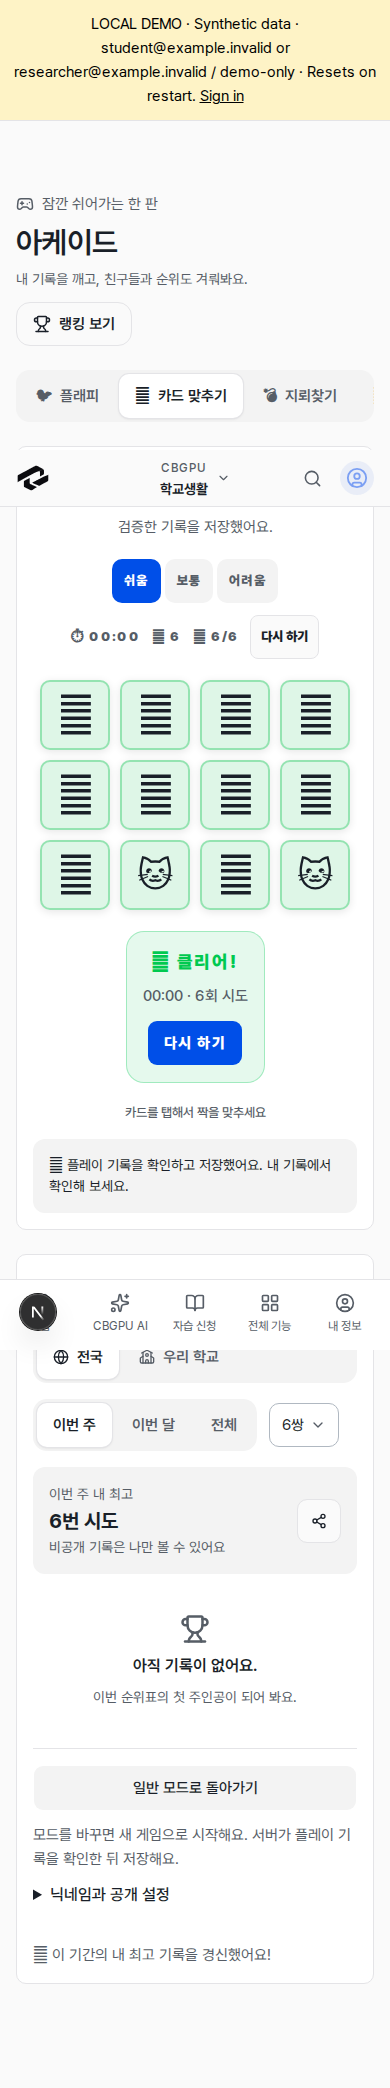 LOCAL DEMO · Synthetic data ·
student@example.invalid or
researcher@example.invalid / demo-only · Resets on
restart. Sign in
잠깐 쉬어가는 한 판
아케이드
내 기록을 깨고, 친구들과 순위도 겨뤄봐요.
랭킹 보기
플래피 카드 맞추기 지뢰찾기
CBGPU
학교생활
검증한 기록을 저장했어요.
쉬움 보통 어려움
00:00 6 6/6 다시 하기
클리어!
00:00 · 6회 시도
다시 하기
카드를 탭해서 짝을 맞추세요
플레이 기록을 확인하고 저장했어요. 내 기록에서
확인해 보세요.
N
CBGPU AI 자습 신청 전체 기능 내 정보
전국 우리 학교
이번 주 이번 달 전체 6쌍
이번 주 내 최고
6번 시도
비공개 기록은 나만 볼 수 있어요
아직 기록이 없어요.
이번 순위표의 첫 주인공이 되어 봐요.
일반 모드로 돌아가기
모드를 바꾸면 새 게임으로 시작해요. 서버가 플레이 기
록을 확인한 뒤 저장해요.
닉네임과 공개 설정
이 기간의 내 최고 기록을 경신했어요!